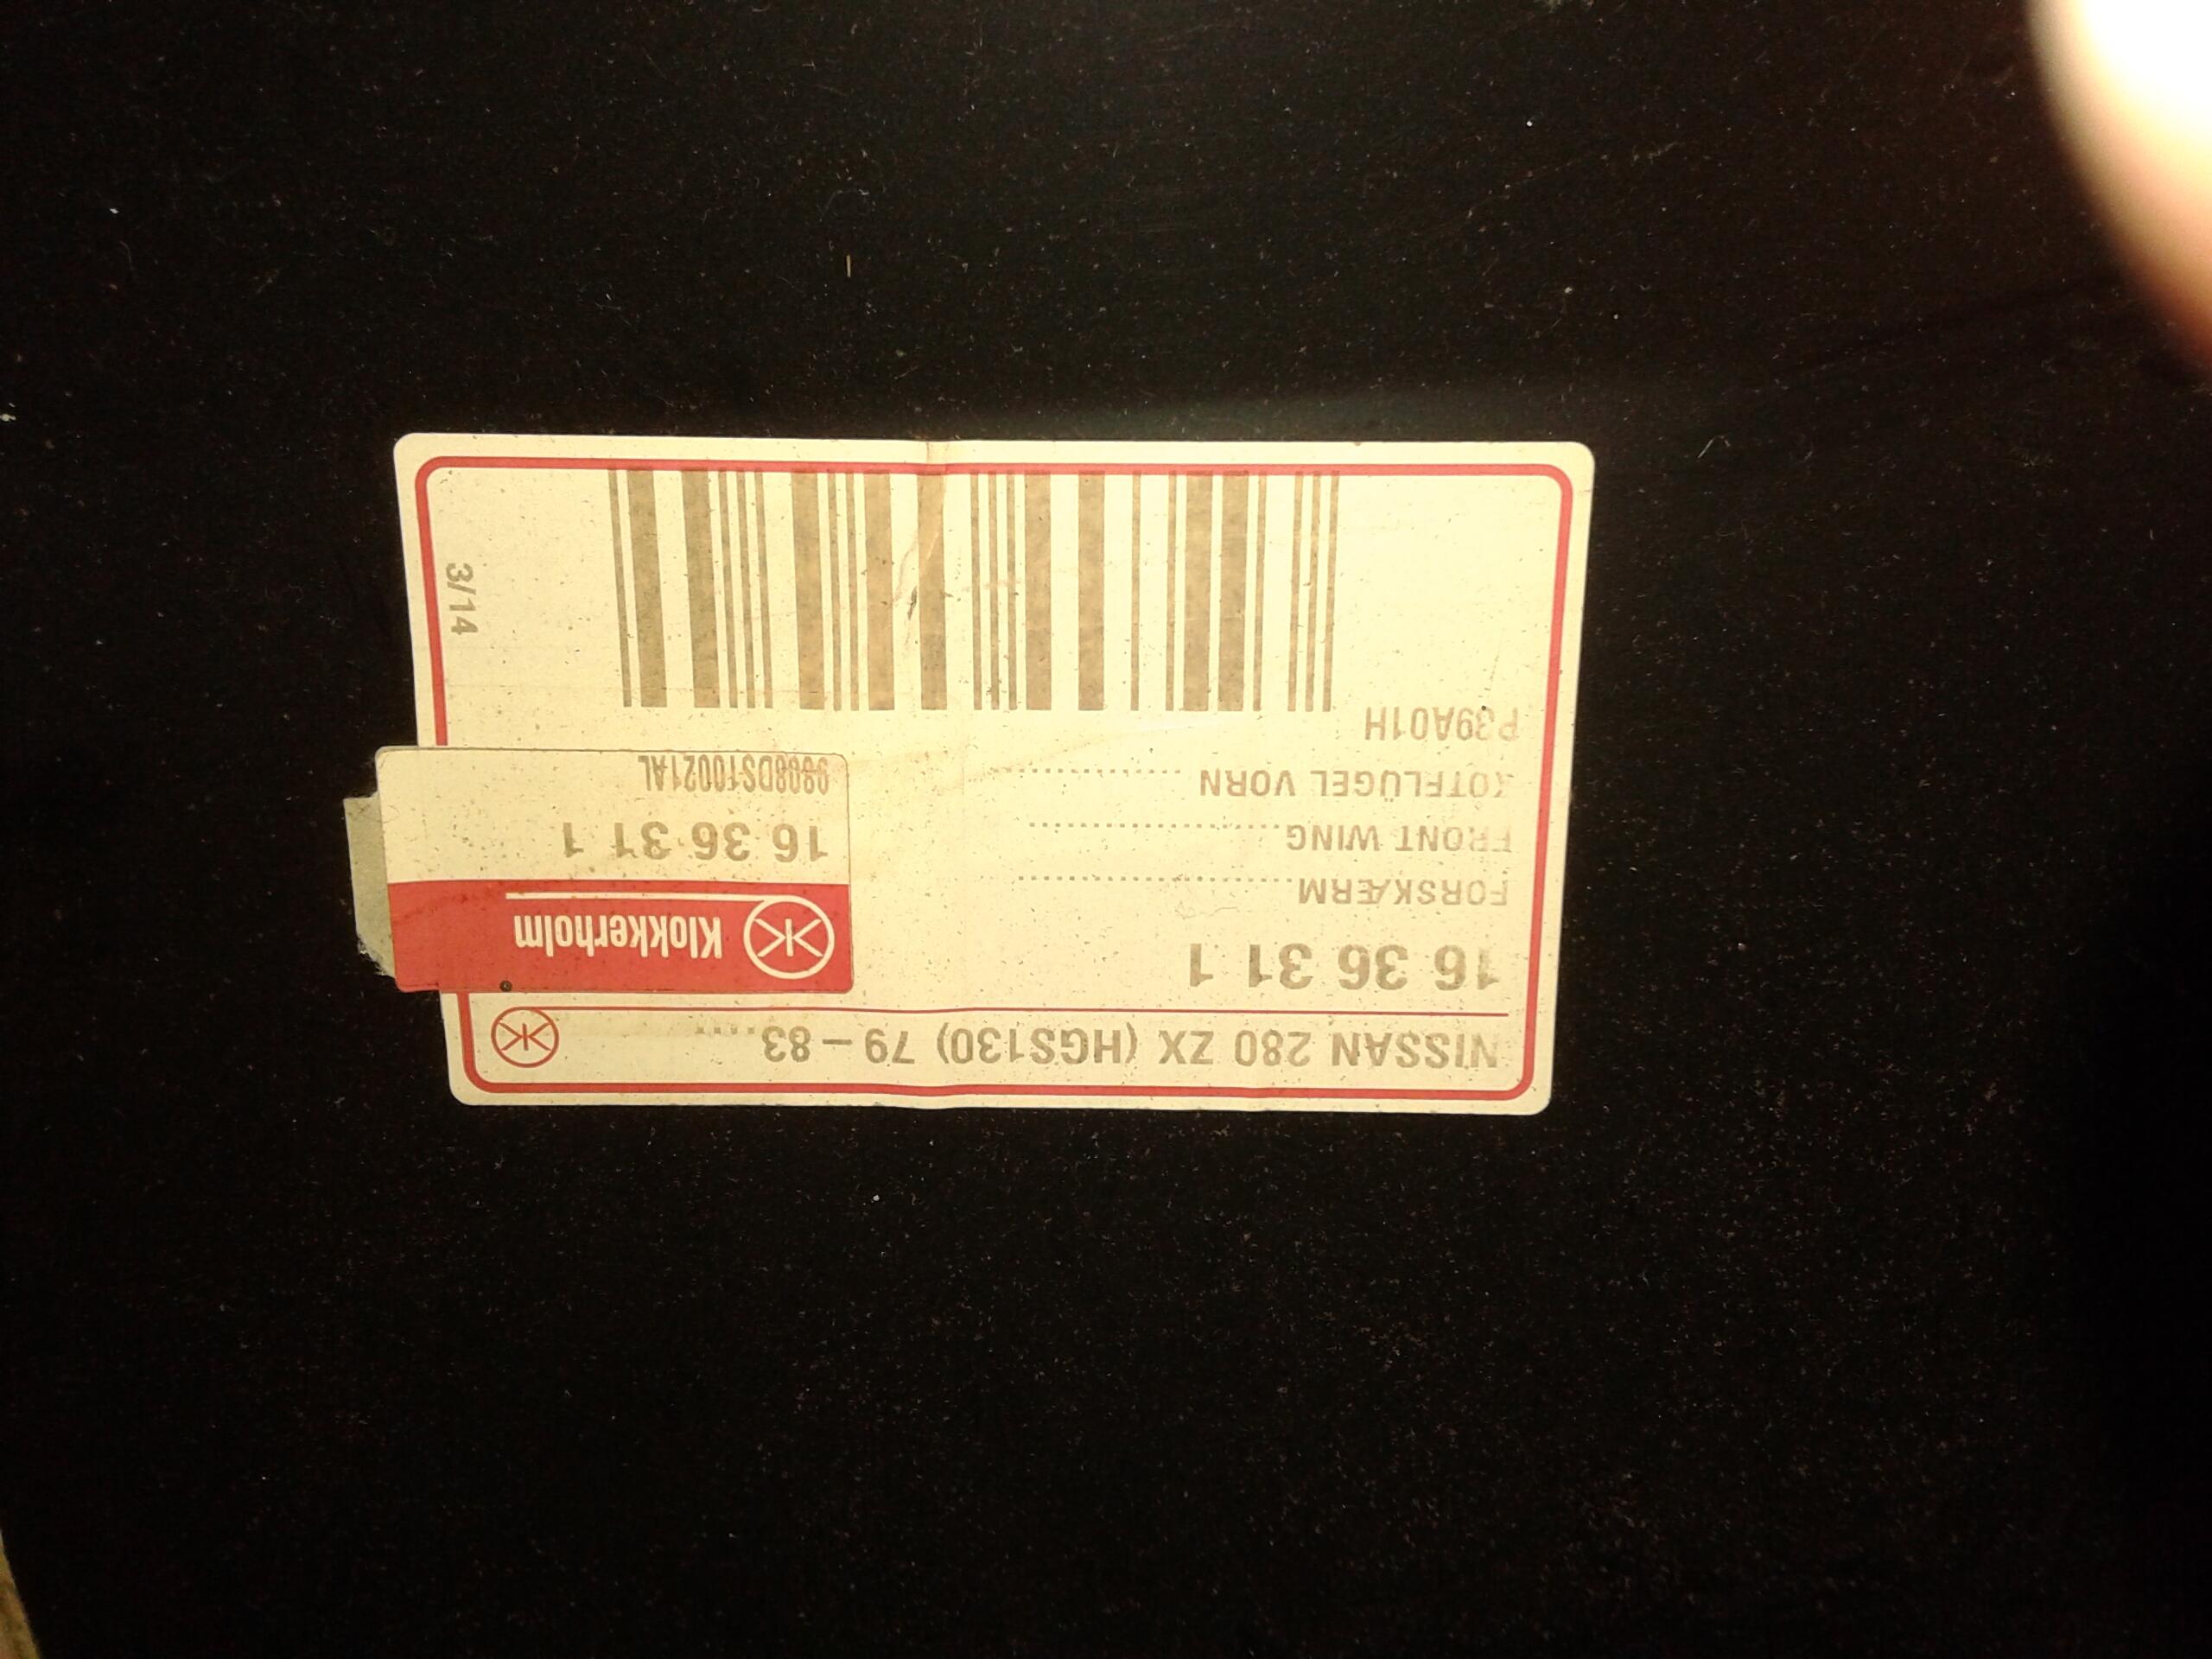 NISSAN 280 ZX (HGS130) 79 – 83....
16 36 31 1
FORSKÆRM
FRONT WING
KOTFLÜGEL VORN
P39A01H
Klokkerholm
16 36 31 1
3/14